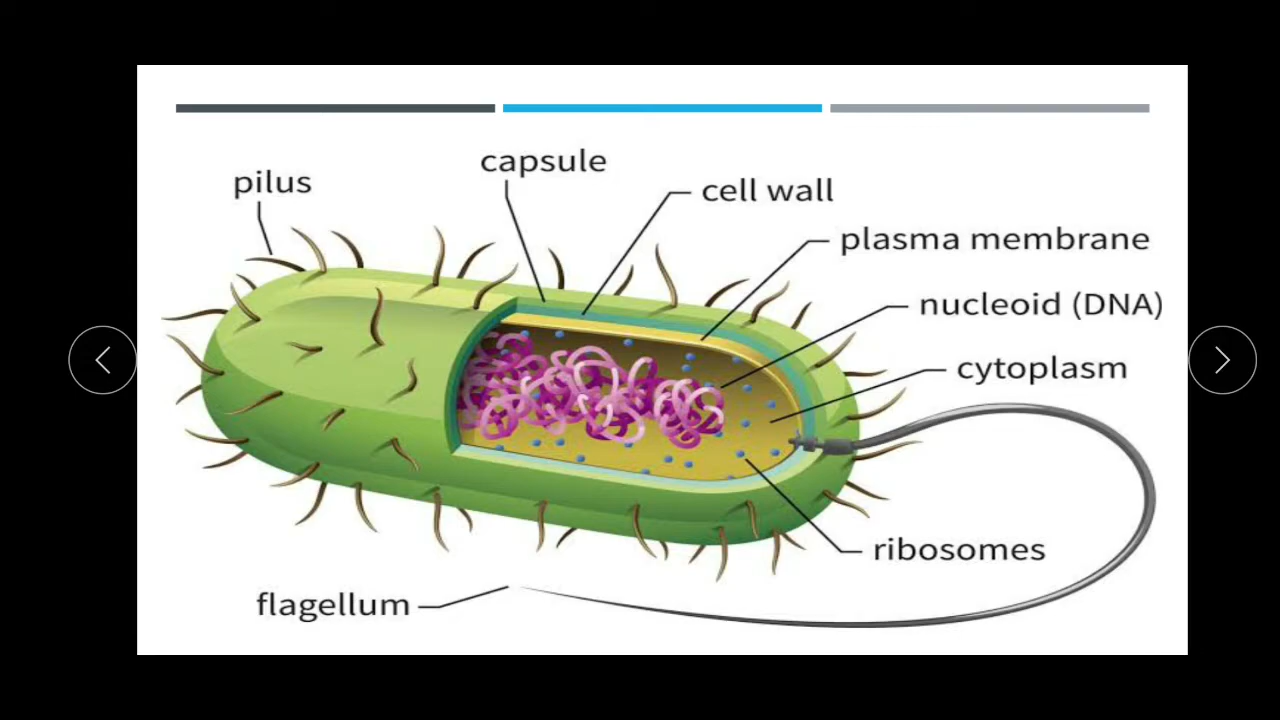 pilus
capsule
cell wall
plasma membrane
nucleoid (DNA)
cytoplasm
ribosomes
flagellum